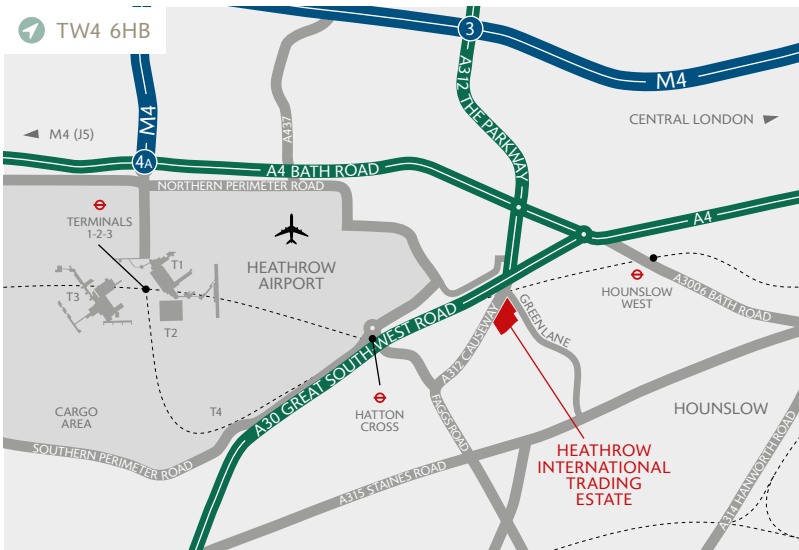 TW4 6HB
3
M4
A312 THE PARKWAY
M4
CENTRAL LONDON
M4 (J5)
A437
4A
A4 BATH ROAD
NORTHERN PERIMETER ROAD
TERMINALS
1-2-3
A4
T1
T3
T2
HEATHROW
AIRPORT
HOUNSLOW
WEST
A3006 BATH ROAD
GREEN LANE
A312 CAUSEWAY
A30 GREAT SOUTH-WEST ROAD
HATTON
CROSS
FAGGS ROAD
CARGO
AREA
T4
HOUNSLOW
SOUTHERN PERIMETER ROAD
A315 STAINES ROAD
HEATHROW
INTERNATIONAL
TRADING
ESTATE
A314 HANWORTH ROAD